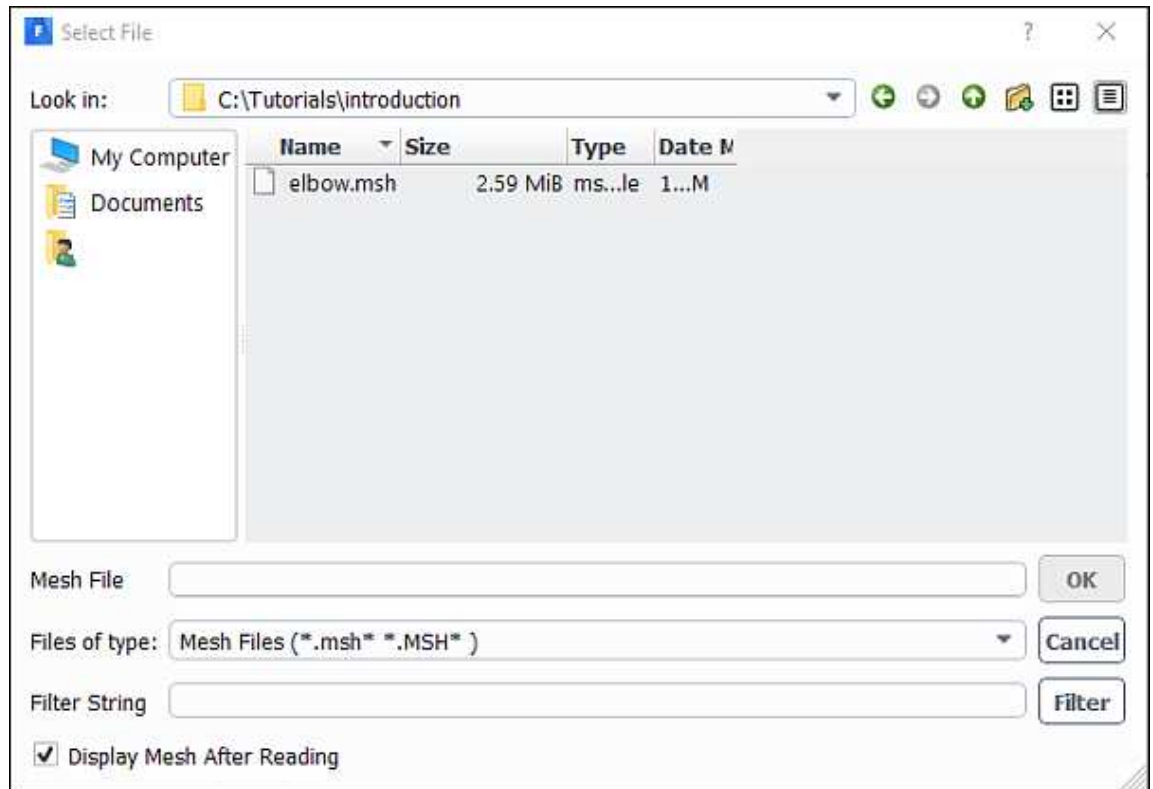 Select File
?
Look in:
C:\Tutorials\introduction
My Computer
Documents
Name Size Type Date M
elbow.msh 2.59 MiB ms...le 1...M
Mesh File
OK
Files of type: Mesh Files (*.msh* *.MSH* )
Cancel
Filter String
Filter
Display Mesh After Reading